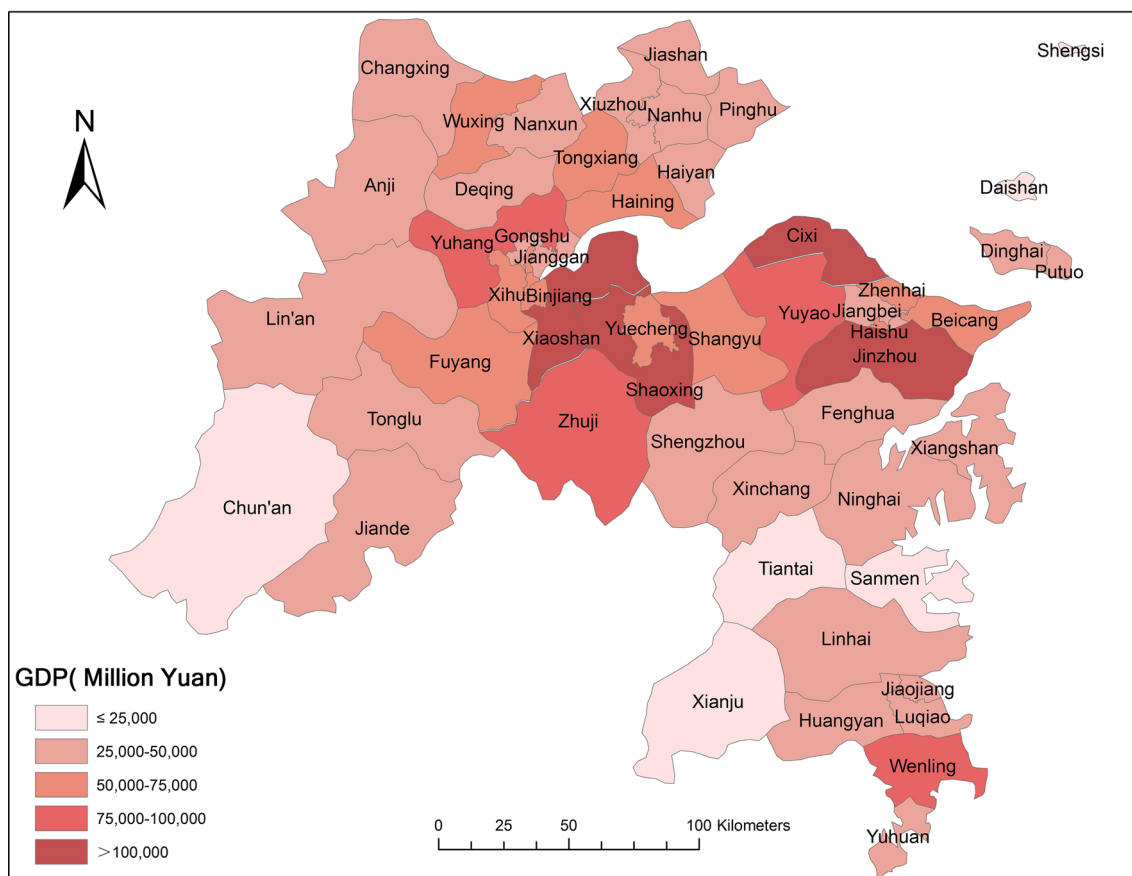 Shengsi
Jiashan
Changxing
Xiuzhou
Pinghu
Nanhu
Wuxing
Nanxun
N
Tongxiang
Haiyan
Anji
Deqing
Daishan
Haining
Gongshu
Cixi
Yuhang
Jianggan
Dinghai
Putuo
Zhenhai
Xihu
Binjiang
Jiangbei
Yuyao
Lin'an
Beicang
Yuecheng
Haishu
Xiaoshan
Shangyu
Jinzhou
Fuyang
Shaoxing
Tonglu
Zhuji
Fenghua
Shengzhou
Xiangshan
Xinchang
Ninghai
Chun'an
Jiande
Tiantai
Sanmen
Linhai
GDP( Million Yuan)
Jiaojiang
Xianju
Huangyan
Luqiao
≤ 25,000
25,000-50,000
Wenling
50,000-75,000
75,000-100,000
0 25 50 100 Kilometers
Yuhuan
>100,000